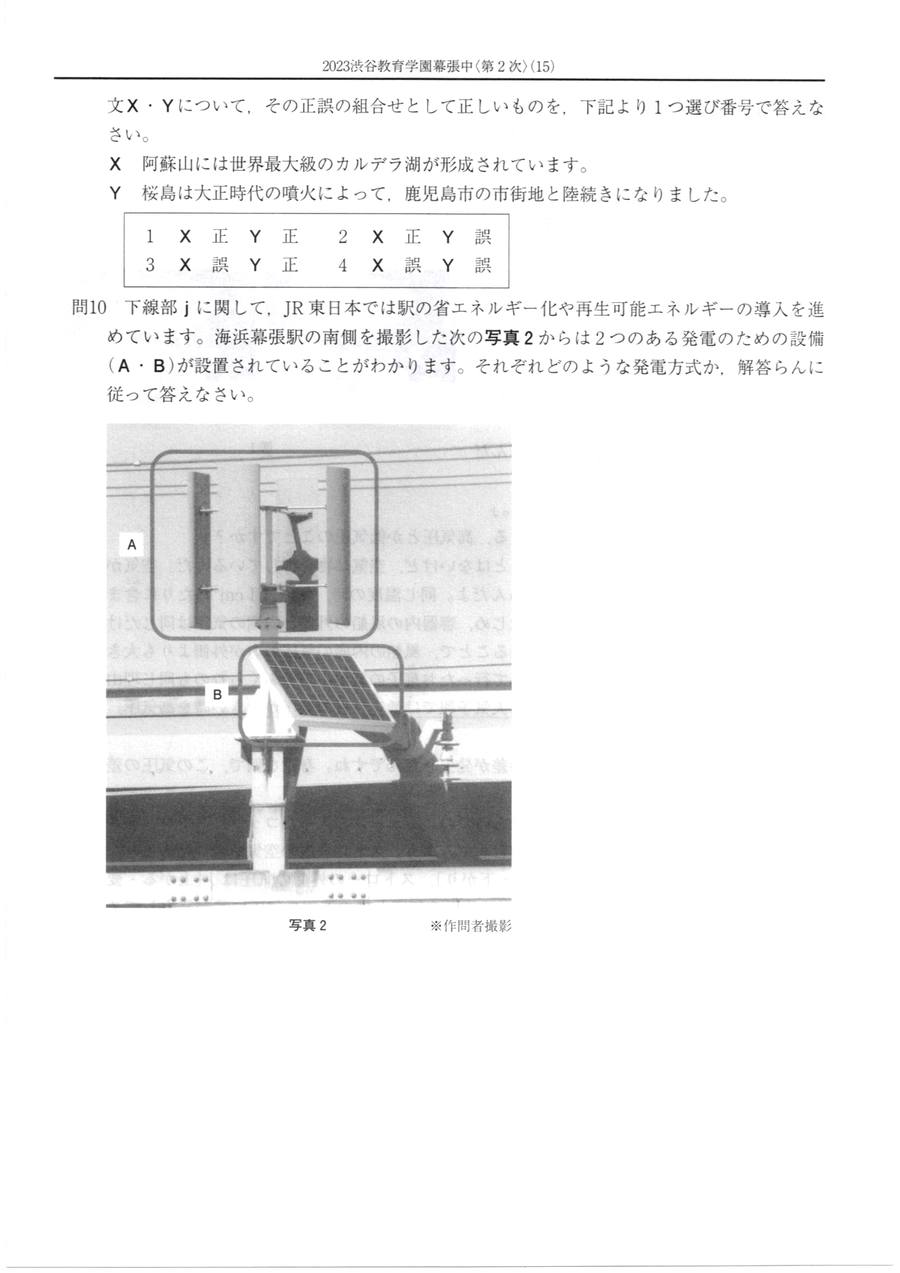 2023渋谷教育学園幕張中〈第2次〉(15)
文X・Yについて，その正誤の組合せとして正しいものを，下記より1つ選び番号で答えな
さい。
X 阿蘇山には世界最大級のカルデラ湖が形成されています。
Y 桜島は大正時代の噴火によって，鹿児島市の市街地と陸続きになりました。
1 X 正 Y 正 2 X 正 Y 誤
3 X 誤 Y 正 4 X 誤 Y 誤
問10 下線部jに関して，JR東日本では駅の省エネルギー化や再生可能エネルギーの導入を進
めています。海浜幕張駅の南側を撮影した次の写真2からは2つのある発電のための設備
(A・B)が設置されていることがわかります。それぞれどのような発電方式か，解答らんに
従って答えなさい。
A
B
写真2 ※作問者撮影